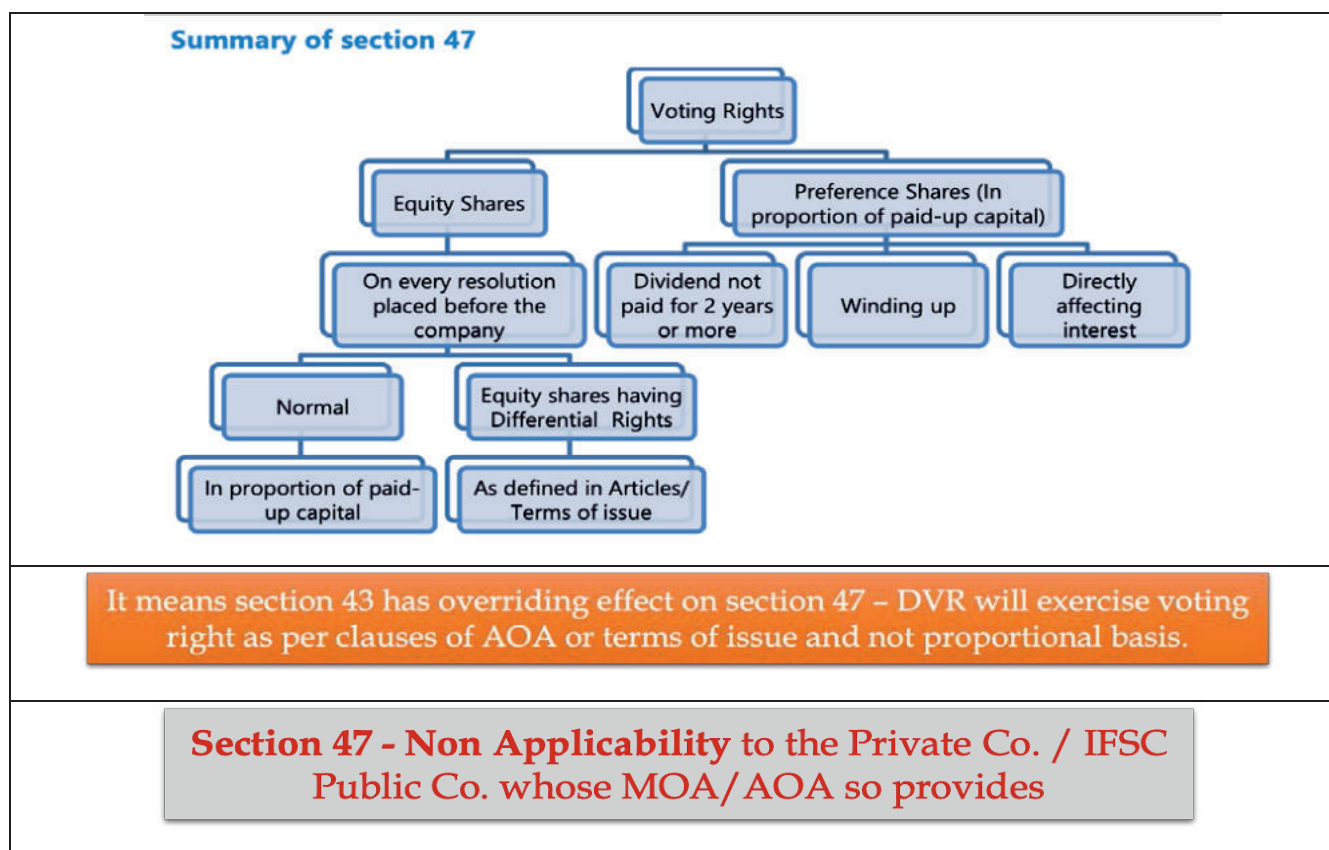 Summary of section 47
Voting Rights
Equity Shares
Preference Shares (In
proportion of paid-up capital)
On every resolution
placed before the
company
Dividend not
paid for 2 years
or more
Winding up
Directly
affecting
interest
Normal
Equity shares having
Differential Rights
In proportion of paid-
up capital
As defined in Articles/
Terms of issue
It means section 43 has overriding effect on section 47 – DVR will exercise voting
right as per clauses of AOA or terms of issue and not proportional basis.
Section 47 - Non Applicability to the Private Co. / IFSC
Public Co. whose MOA/AOA so provides